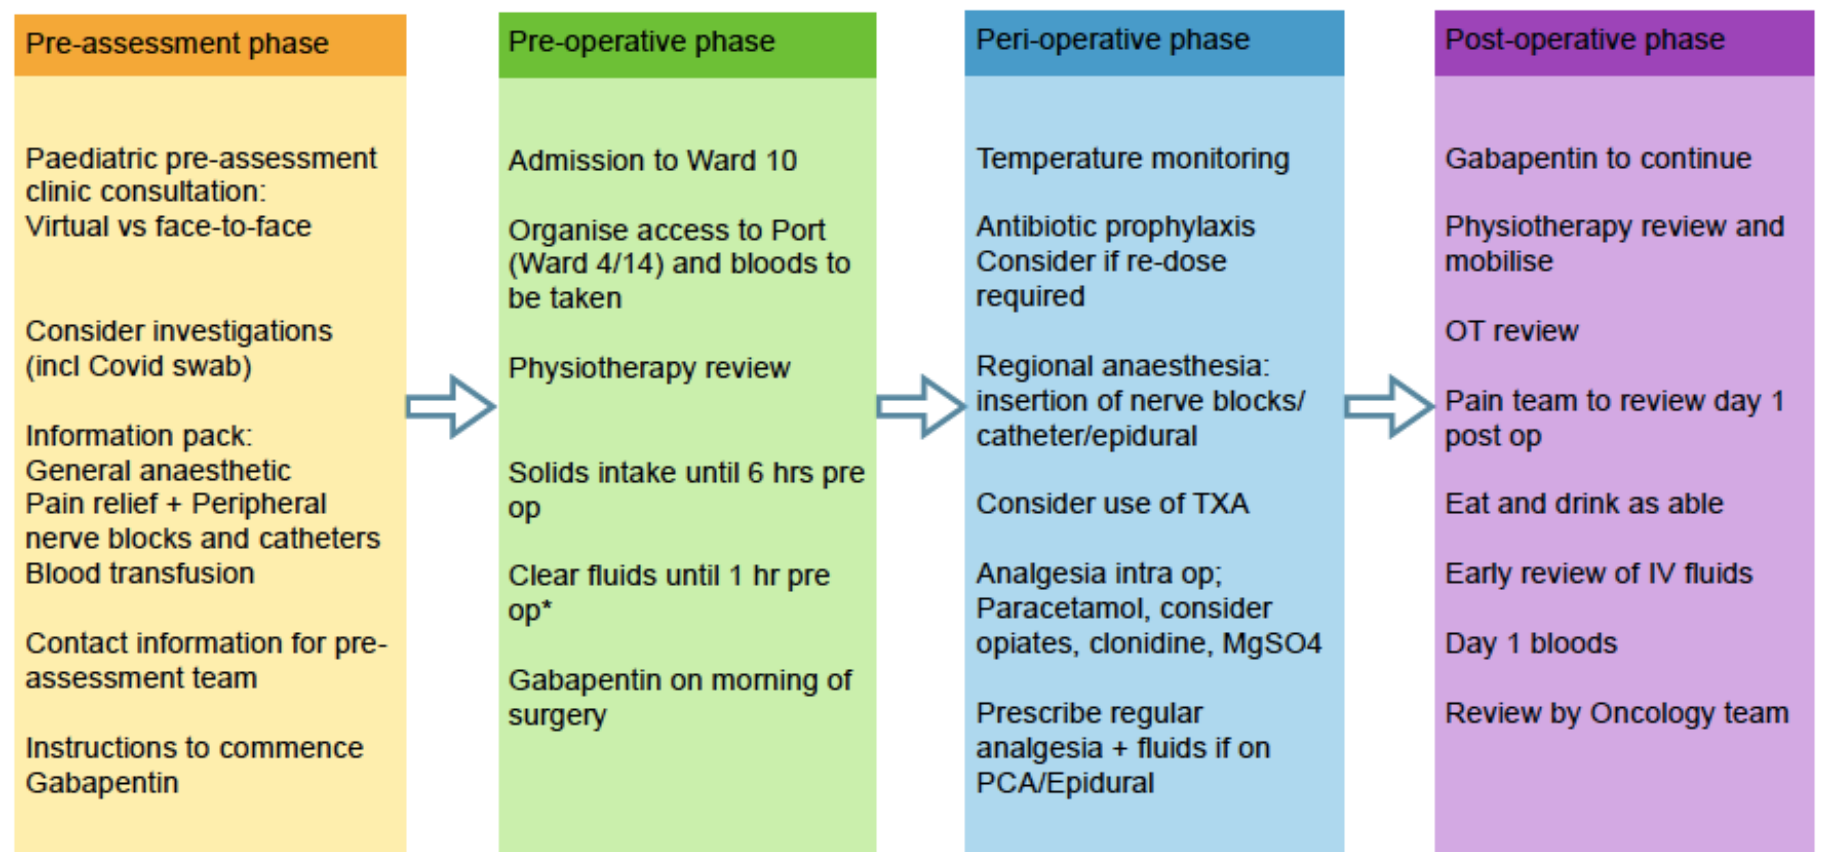 Pre-assessment phase
Paediatric pre-assessment
clinic consultation:
Virtual vs face-to-face
Consider investigations
(incl Covid swab)
Information pack:
General anaesthetic
Pain relief + Peripheral
nerve blocks and catheters
Blood transfusion
Contact information for pre-
assessment team
Instructions to commence
Gabapentin
Pre-operative phase
Admission to Ward 10
Organise access to Port
(Ward 4/14) and bloods to
be taken
Physiotherapy review
Solids intake until 6 hrs pre
op
Clear fluids until 1 hr pre
op*
Gabapentin on morning of
surgery
Peri-operative phase
Temperature monitoring
Antibiotic prophylaxis
Consider if re-dose
required
Regional anaesthesia:
insertion of nerve blocks/
catheter/epidural
Consider use of TXA
Analgesia intra op;
Paracetamol, consider
opiates, clonidine, MgSO4
Prescribe regular
analgesia + fluids if on
PCA/Epidural
Post-operative phase
Gabapentin to continue
Physiotherapy review and
mobilise
OT review
Pain team to review day 1
post op
Eat and drink as able
Early review of IV fluids
Day 1 bloods
Review by Oncology team